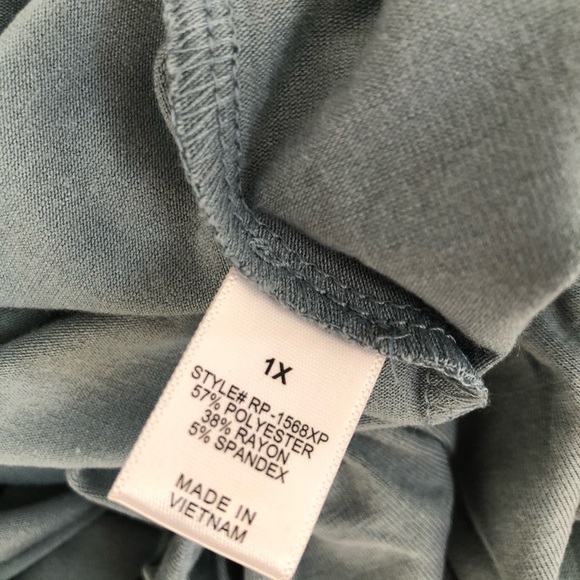 1X
STYLE# RP-1568XP
57% POLYESTER
38% RAYON
5% SPANDEX
MADE IN
VIETNAM